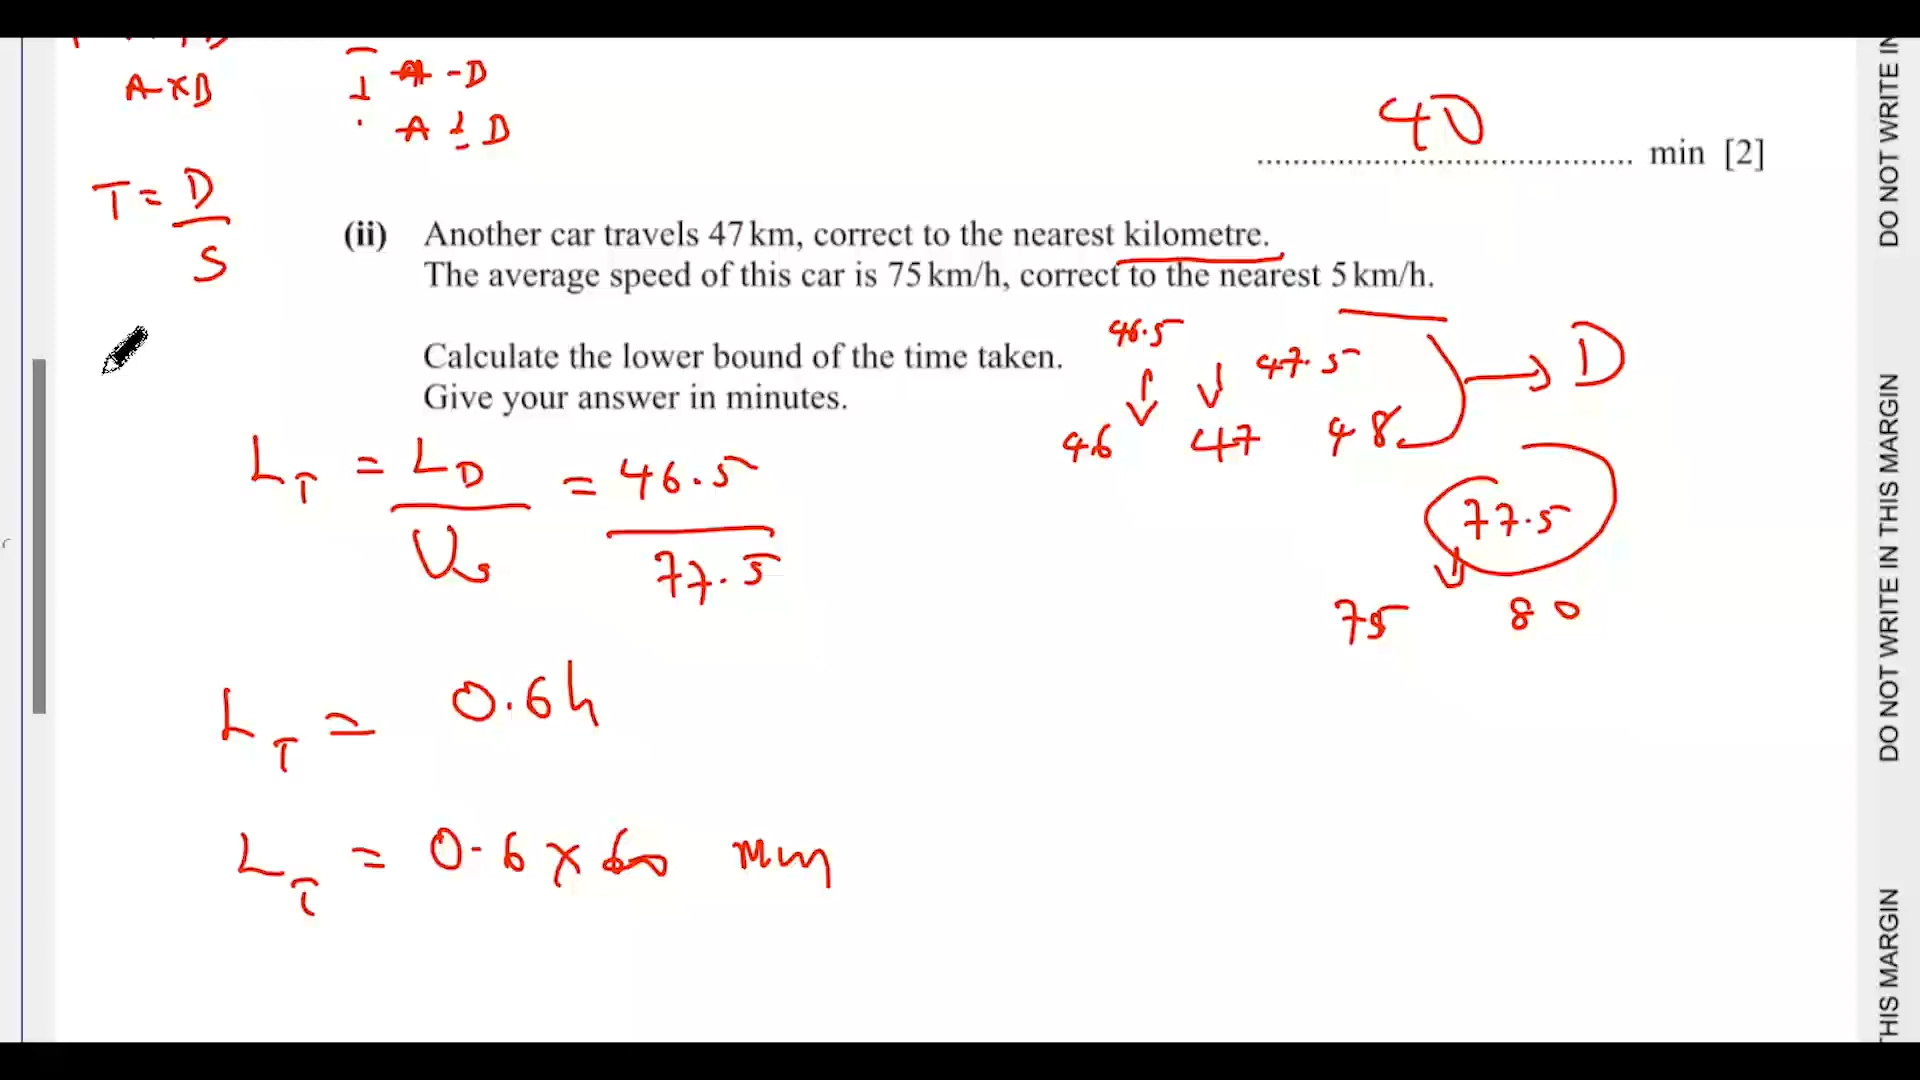 A × B
A - D
A ÷ D
40
min [2]
T = D
S
(ii) Another car travels 47 km, correct to the nearest kilometre.
The average speed of this car is 75 km/h, correct to the nearest 5 km/h.
46.5
47.5
D
Calculate the lower bound of the time taken.
Give your answer in minutes.
46 47 48
L_T = L_D = 46.5
U_s 77.5
77.5
75 80
L_T = 0.6h
L_T = 0.6 × 60 min
DO NOT WRITE IN
DO NOT WRITE IN THIS MARGIN
THIS MARGIN